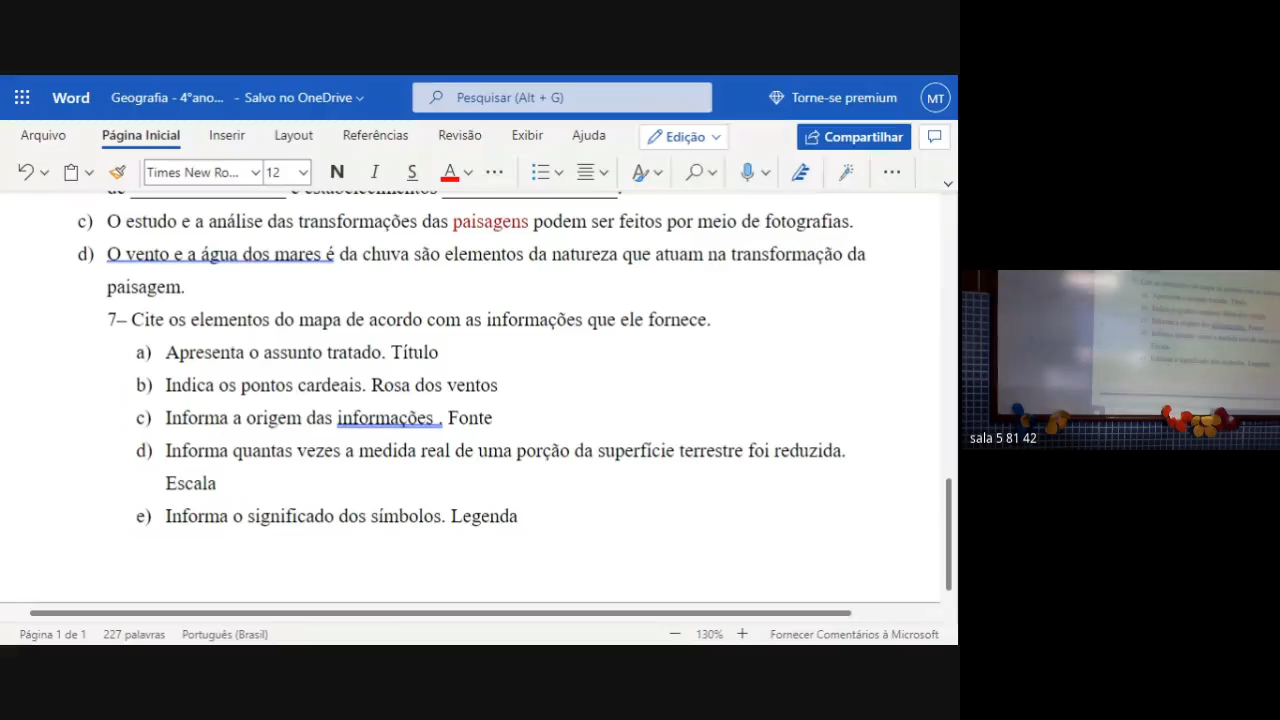 Word
Geografia - 4°ano... - Salvo no OneDrive
Pesquisar (Alt + G)
Torne-se premium
MT
Arquivo Página Inicial Inserir Layout Referências Revisão Exibir Ajuda Edição Compartilhar
Times New Ro... 12 N I S A
c) O estudo e a análise das transformações das paisagens podem ser feitos por meio de fotografias.
d) O vento e a água dos mares é da chuva são elementos da natureza que atuam na transformação da
paisagem.
7– Cite os elementos do mapa de acordo com as informações que ele fornece.
a) Apresenta o assunto tratado. Título
b) Indica os pontos cardeais. Rosa dos ventos
c) Informa a origem das informações . Fonte
d) Informa quantas vezes a medida real de uma porção da superfície terrestre foi reduzida.
Escala
e) Informa o significado dos símbolos. Legenda
Página 1 de 1 227 palavras Português (Brasil) 130% Fornecer Comentários à Microsoft
sala 5 81 42